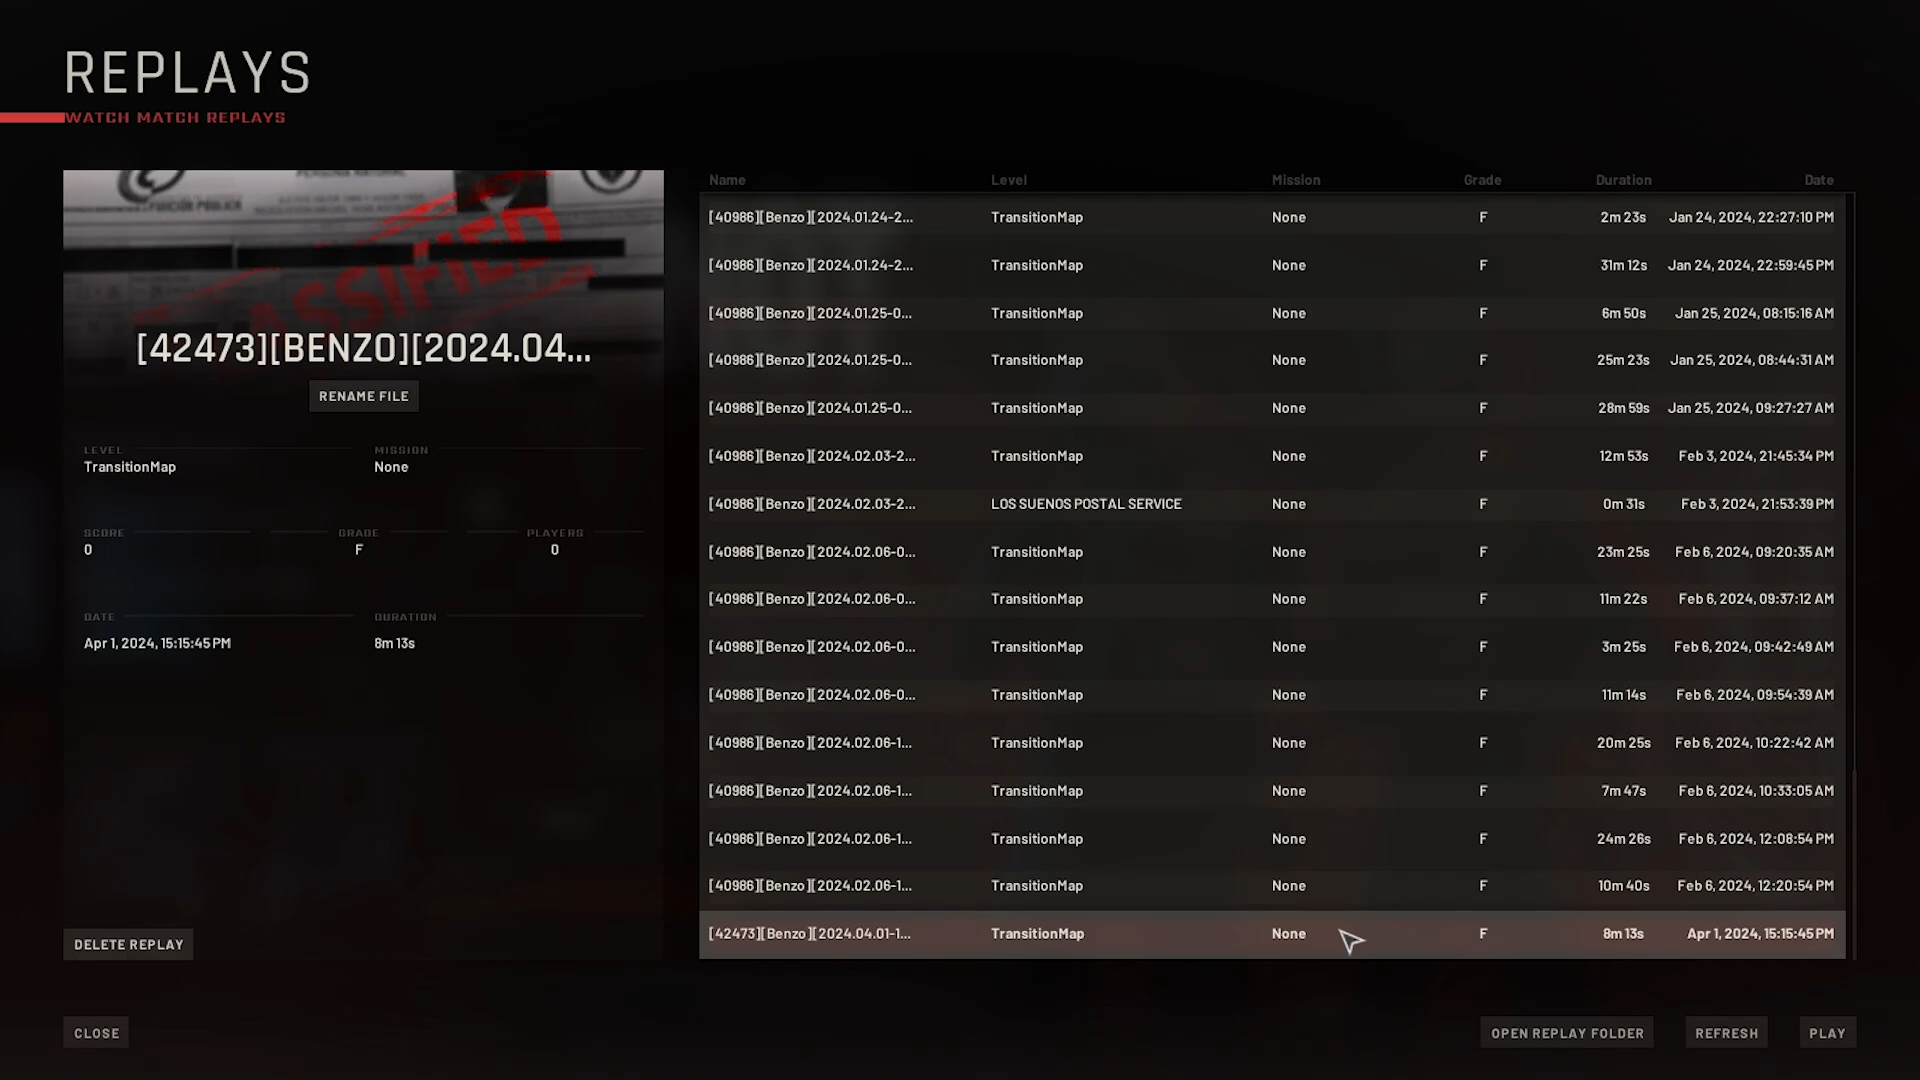 REPLAYS
WATCH MATCH REPLAYS
ASSIFIED
[42473][BENZO][2024.04...
RENAME FILE
LEVEL MISSION
TransitionMap None
SCORE GRADE PLAYERS
0 F 0
DATE DURATION
Apr 1, 2024, 15:15:45 PM 8m 13s
DELETE REPLAY
Name Level Mission Grade Duration Date
[40986][Benzo][2024.01.24-2... TransitionMap None F 2m 23s Jan 24, 2024, 22:27:10 PM
[40986][Benzo][2024.01.24-2... TransitionMap None F 31m 12s Jan 24, 2024, 22:59:45 PM
[40986][Benzo][2024.01.25-0... TransitionMap None F 6m 50s Jan 25, 2024, 08:15:16 AM
[40986][Benzo][2024.01.25-0... TransitionMap None F 25m 23s Jan 25, 2024, 08:44:31 AM
[40986][Benzo][2024.01.25-0... TransitionMap None F 28m 59s Jan 25, 2024, 09:27:27 AM
[40986][Benzo][2024.02.03-2... TransitionMap None F 12m 53s Feb 3, 2024, 21:45:34 PM
[40986][Benzo][2024.02.03-2... LOS SUENOS POSTAL SERVICE None F 0m 31s Feb 3, 2024, 21:53:39 PM
[40986][Benzo][2024.02.06-0... TransitionMap None F 23m 25s Feb 6, 2024, 09:20:35 AM
[40986][Benzo][2024.02.06-0... TransitionMap None F 11m 22s Feb 6, 2024, 09:37:12 AM
[40986][Benzo][2024.02.06-0... TransitionMap None F 3m 25s Feb 6, 2024, 09:42:49 AM
[40986][Benzo][2024.02.06-0... TransitionMap None F 11m 14s Feb 6, 2024, 09:54:39 AM
[40986][Benzo][2024.02.06-1... TransitionMap None F 20m 25s Feb 6, 2024, 10:22:42 AM
[40986][Benzo][2024.02.06-1... TransitionMap None F 7m 47s Feb 6, 2024, 10:33:05 AM
[40986][Benzo][2024.02.06-1... TransitionMap None F 24m 26s Feb 6, 2024, 12:08:54 PM
[40986][Benzo][2024.02.06-1... TransitionMap None F 10m 40s Feb 6, 2024, 12:20:54 PM
[42473][Benzo][2024.04.01-1... TransitionMap None F 8m 13s Apr 1, 2024, 15:15:45 PM
CLOSE OPEN REPLAY FOLDER REFRESH PLAY